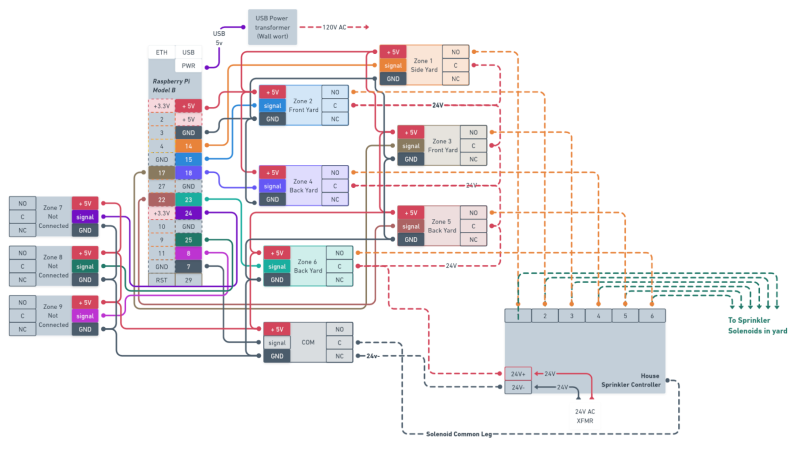 USB Power
transformer
(Wall wort)
120V AC
USB
5v
ETH USB
PWR
Raspberry Pi
Model B
+3.3V + 5V
2 + 5V
3 GND
4 14
GND 15
17 18
27 GND
22 23
+3.3V 24
10 GND
9 25
11 8
GND 7
RST 29
+ 5V NO
signal Zone 1 C
GND Side Yard NC
+ 5V NO
signal Zone 2 C
GND Front Yard NC
24V
+ 5V NO
signal Zone 3 C
GND Front Yard NC
+ 5V NO
signal Zone 4 C
GND Back Yard NC
24V
+ 5V NO
signal Zone 5 C
GND Back Yard NC
+ 5V NO
signal Zone 6 C
GND Back Yard NC
24V
NO Zone 7 + 5V
C Not signal
NC Connected GND
NO Zone 8 + 5V
C Not signal
NC Connected GND
NO Zone 9 + 5V
C Not signal
NC Connected GND
+ 5V NO
signal COM C
GND NC
24v
1 2 3 4 5 6
To Sprinkler
Solenoids in yard
House
Sprinkler Controller
24V+ 24V
24V- 24V
24V AC
XFMR
Solenoid Common Leg